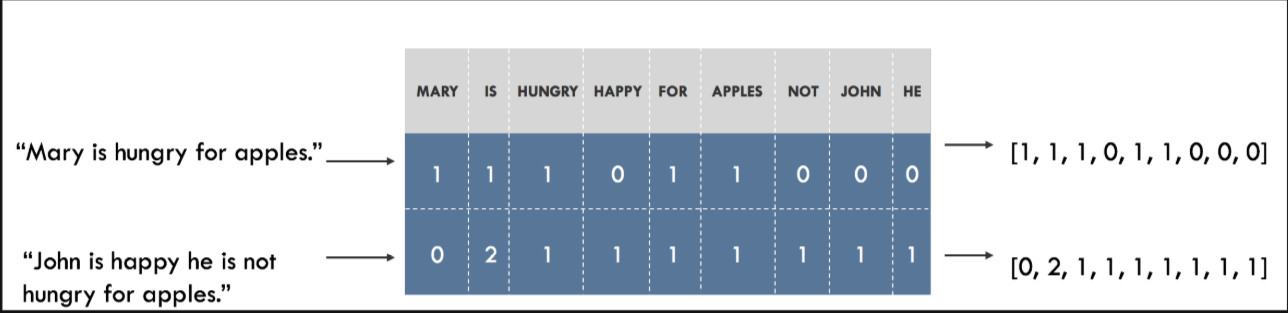 MARY IS HUNGRY HAPPY FOR APPLES NOT JOHN HE
“Mary is hungry for apples.”
1 1 1 0 1 1 0 0 0
[1, 1, 1, 0, 1, 1, 0, 0, 0]
“John is happy he is not
hungry for apples.”
0 2 1 1 1 1 1 1 1
[0, 2, 1, 1, 1, 1, 1, 1, 1]